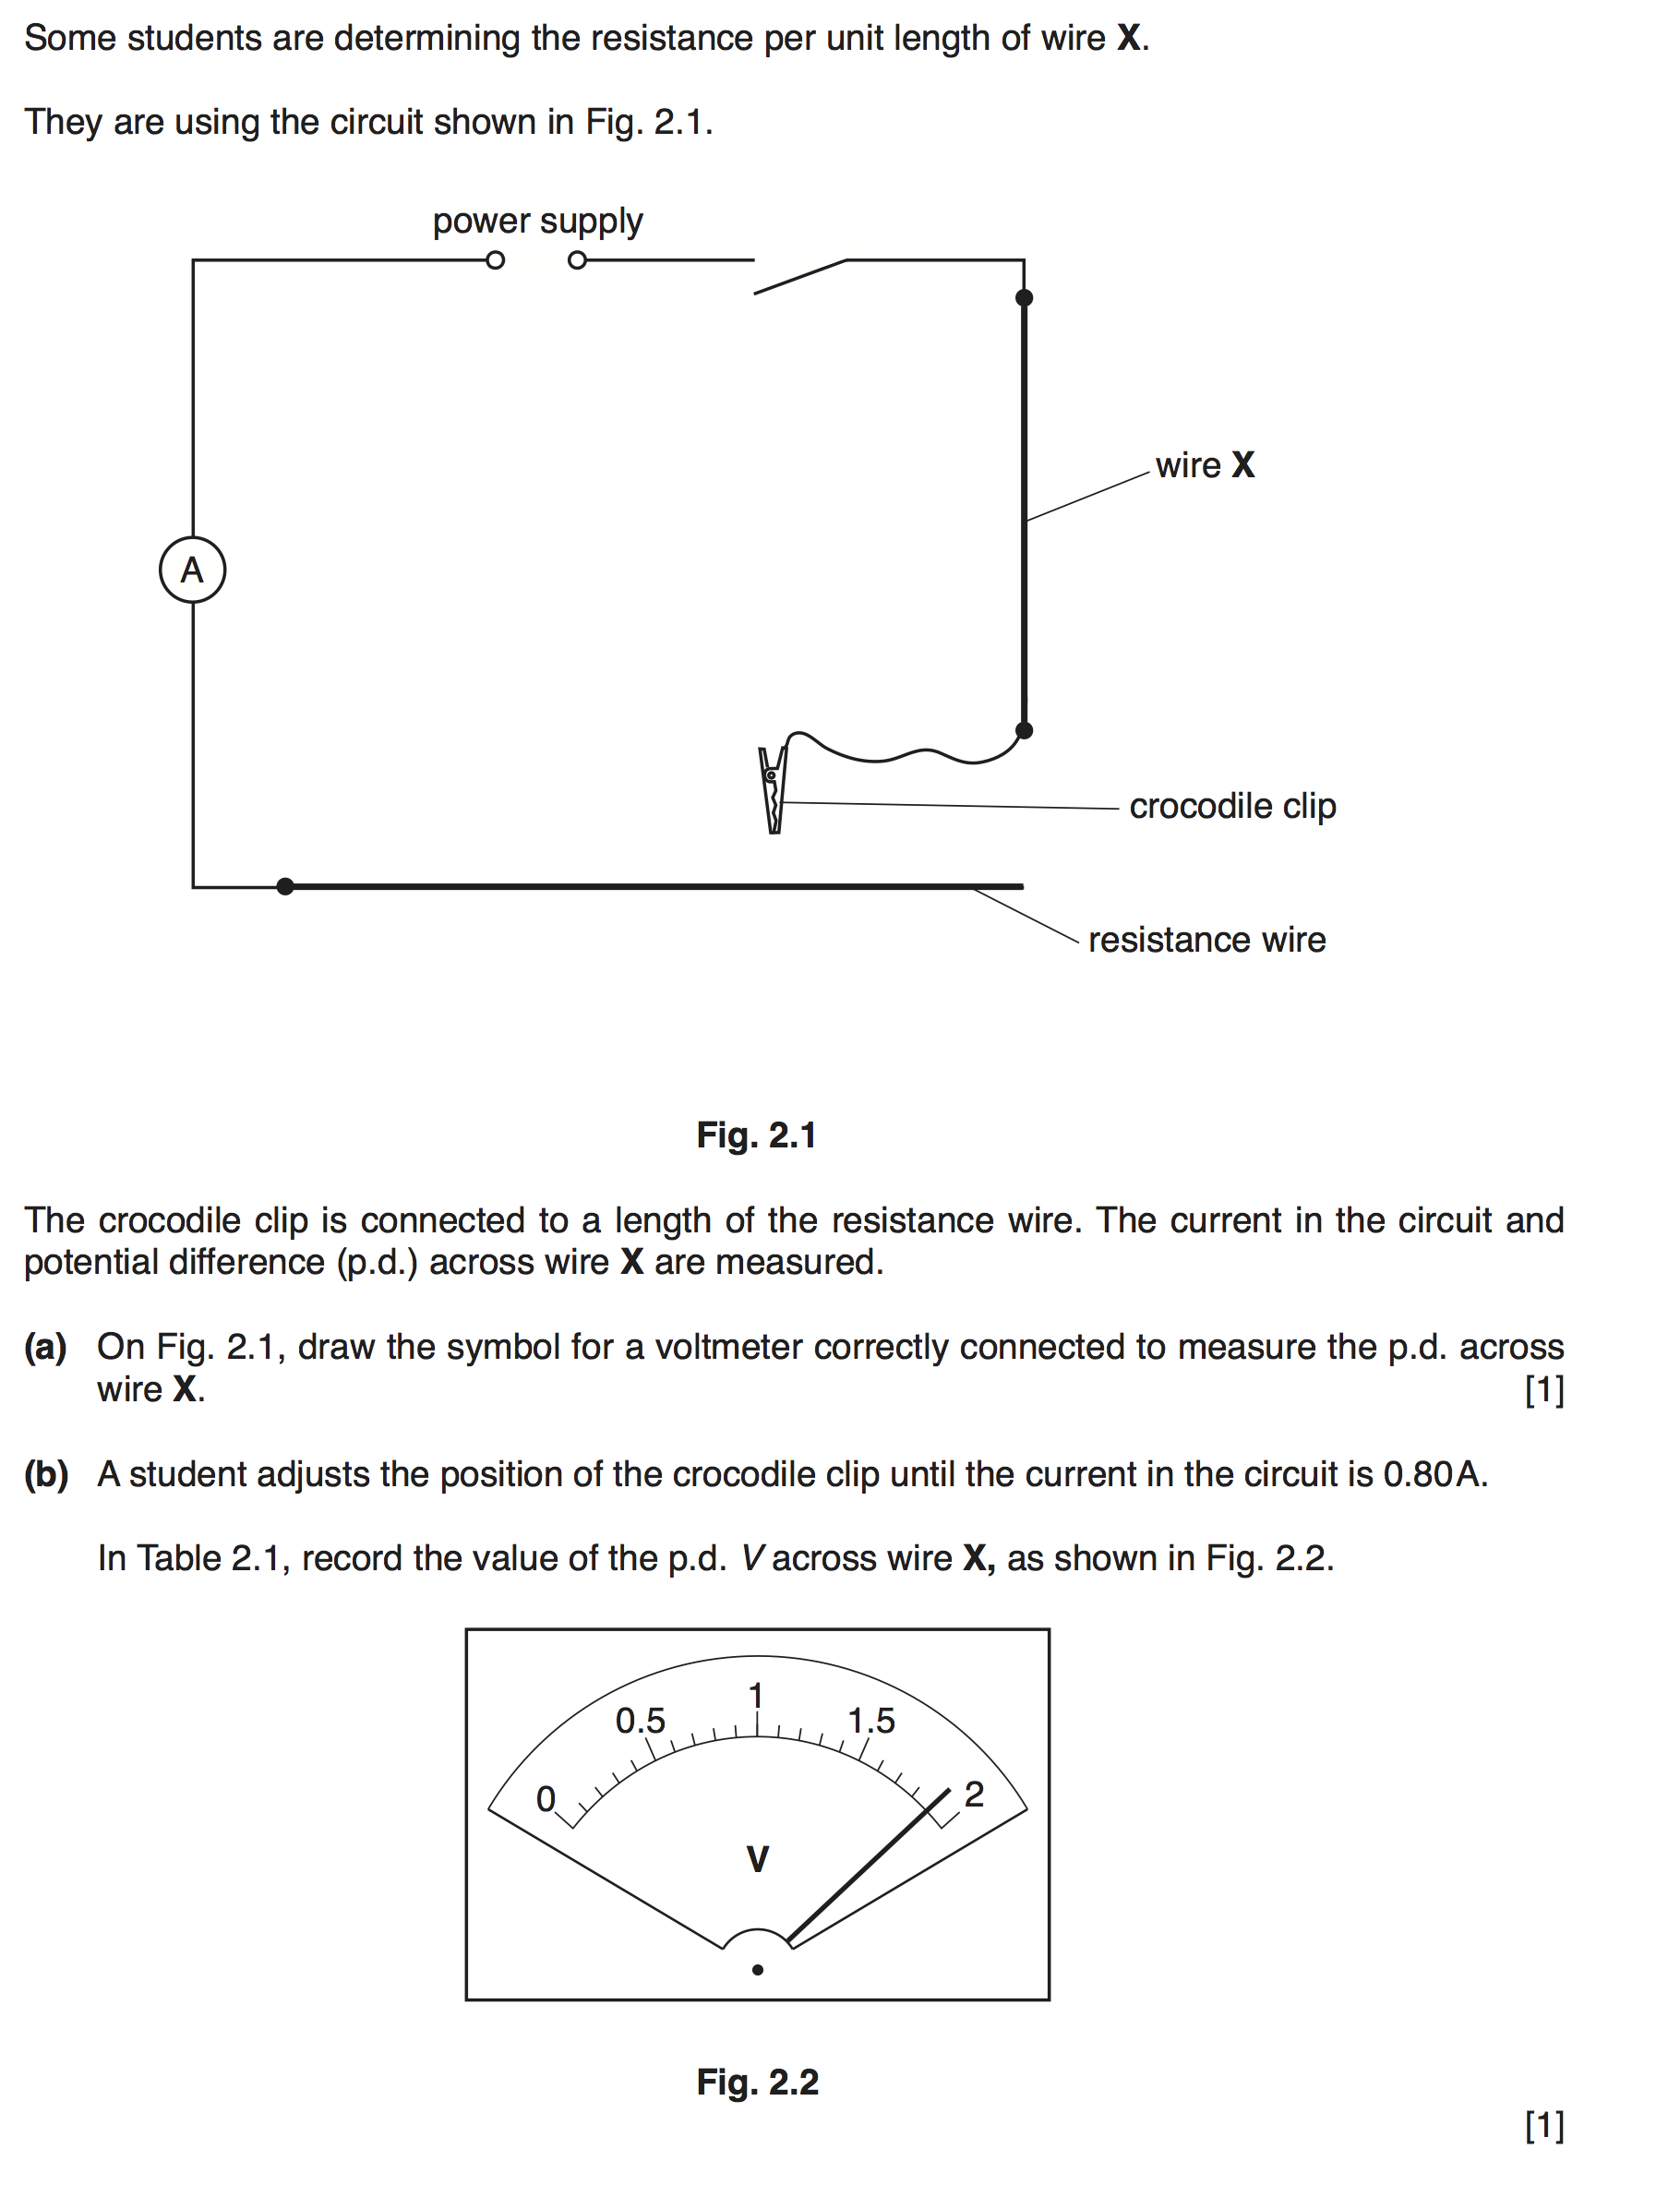 Some students are determining the resistance per unit length of wire X.
They are using the circuit shown in Fig. 2.1.
power supply
wire X
A
crocodile clip
resistance wire
Fig. 2.1
The crocodile clip is connected to a length of the resistance wire. The current in the circuit and
potential difference (p.d.) across wire X are measured.
(a) On Fig. 2.1, draw the symbol for a voltmeter correctly connected to measure the p.d. across
wire X. [1]
(b) A student adjusts the position of the crocodile clip until the current in the circuit is 0.80 A.
In Table 2.1, record the value of the p.d. V across wire X, as shown in Fig. 2.2.
0 0.5 1 1.5 2
V
Fig. 2.2
[1]